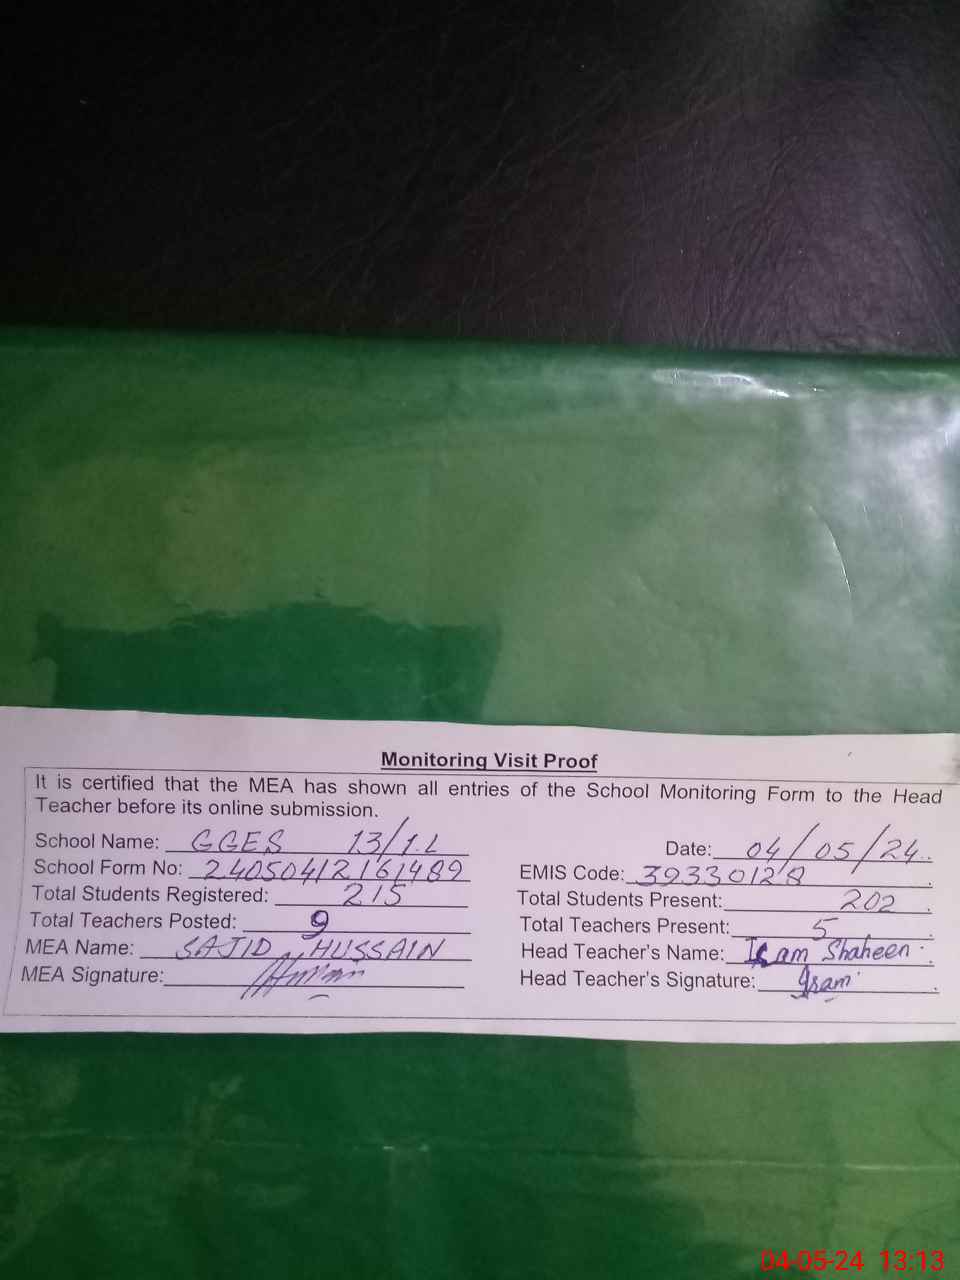 Monitoring Visit Proof
It is certified that the MEA has shown all entries of the School Monitoring Form to the Head
Teacher before its online submission.
School Name: GGES 13/1.L Date: 04/05/24
School Form No: 24050412161489 EMIS Code: 39330128
Total Students Registered: 215 Total Students Present: 202
Total Teachers Posted: 9 Total Teachers Present: 5
MEA Name: SAJID HUSSAIN Head Teacher's Name: Iram Shaheen
MEA Signature: Head Teacher's Signature: Iram
04-05-24 13:13